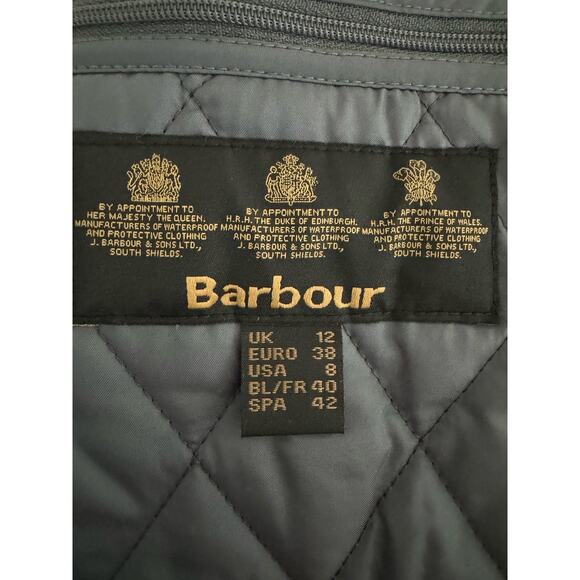 BY APPOINTMENT TO
HER MAJESTY THE QUEEN.
MANUFACTURERS OF WATERPROOF
AND PROTECTIVE CLOTHING
J. BARBOUR & SONS LTD.,
SOUTH SHIELDS.
BY APPOINTMENT TO
H.R.H. THE DUKE OF EDINBURGH.
MANUFACTURERS OF WATERPROOF
AND PROTECTIVE CLOTHING
J. BARBOUR & SONS LTD.,
SOUTH SHIELDS.
BY APPOINTMENT TO
H.R.H. THE PRINCE OF WALES.
MANUFACTURERS OF WATERPROOF
AND PROTECTIVE CLOTHING
J. BARBOUR & SONS LTD.,
SOUTH SHIELDS.
Barbour
UK 12
EURO 38
USA 8
BL/FR 40
SPA 42